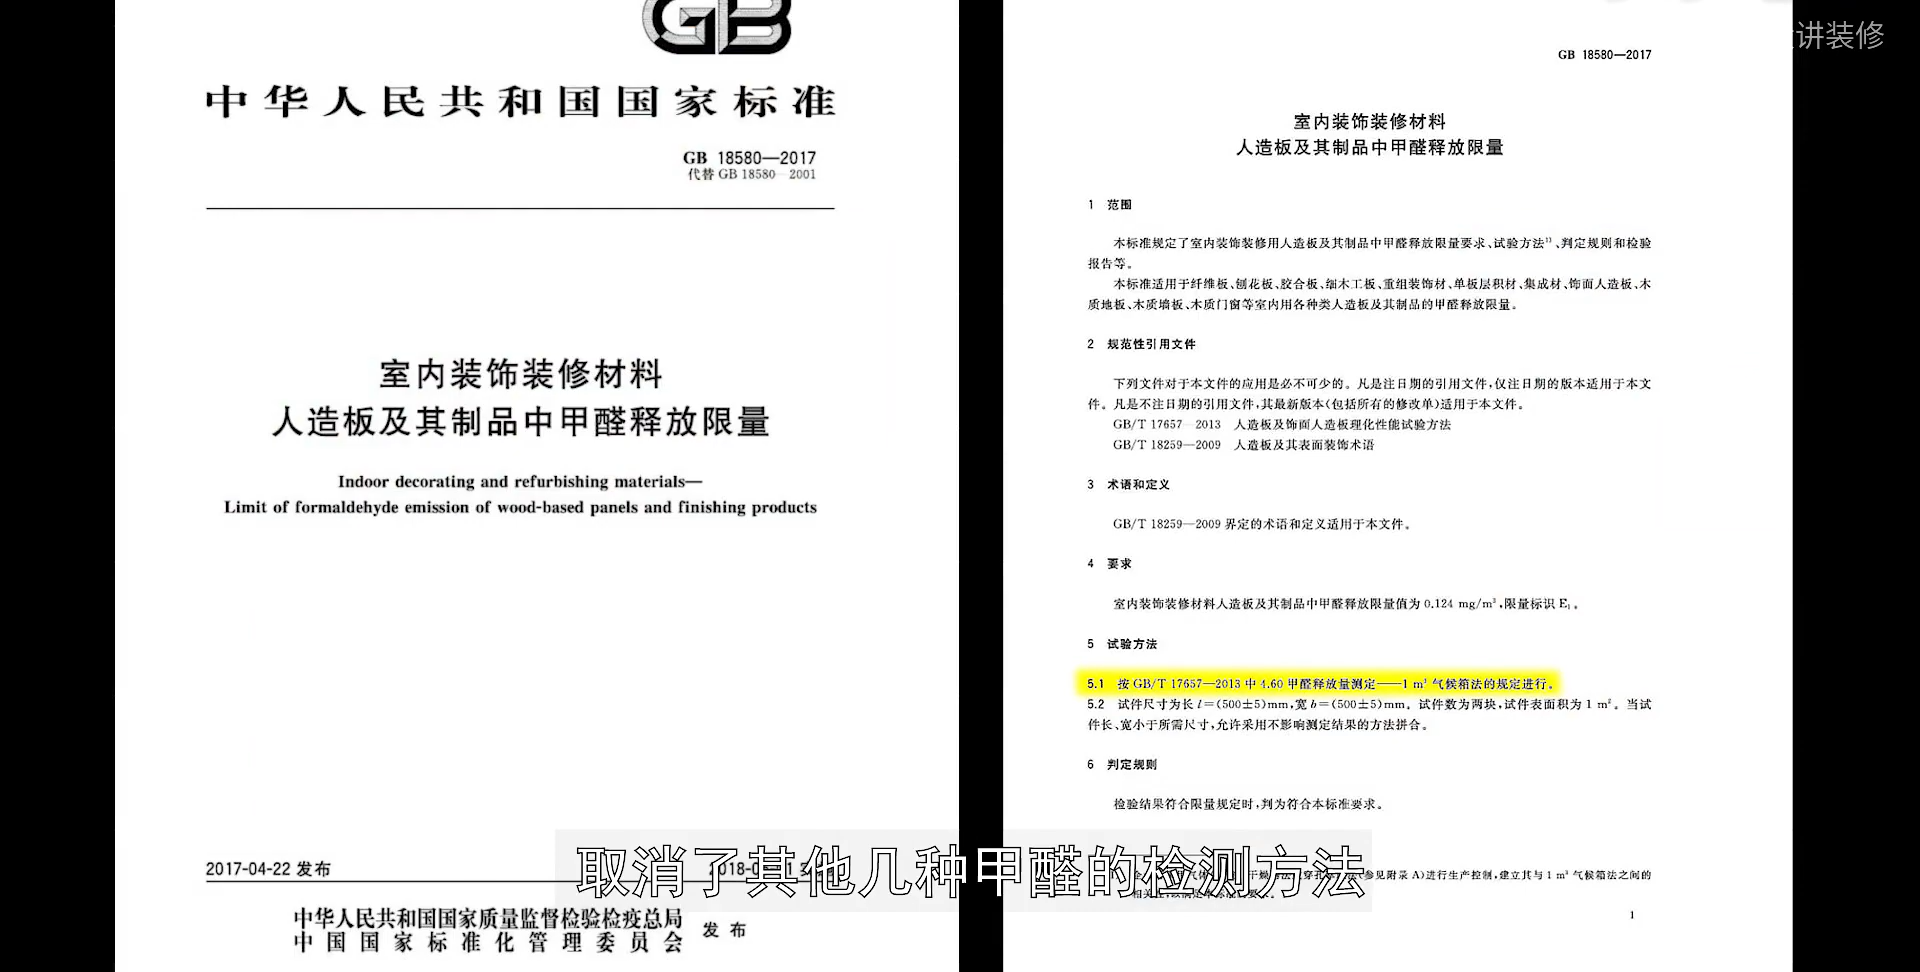 GB
中华人民共和国国家标准
GB 18580—2017
代替 GB 18580—2001
室内装饰装修材料
人造板及其制品中甲醛释放限量
Indoor decorating and refurbishing materials—
Limit of formaldehyde emission of wood-based panels and finishing products
2017-04-22 发布
中华人民共和国国家质量监督检验检疫总局
中国国家标准化管理委员会
发布
讲装修
GB 18580—2017
室内装饰装修材料
人造板及其制品中甲醛释放限量
1 范围
本标准规定了室内装饰装修用人造板及其制品中甲醛释放限量要求、试验方法¹⁾、判定规则和检验
报告等。
本标准适用于纤维板、刨花板、胶合板、细木工板、重组装饰材、单板层积材、集成材、饰面人造板、木
质地板、木质墙板、木质门窗等室内用各种类人造板及其制品的甲醛释放限量。
2 规范性引用文件
下列文件对于本文件的应用是必不可少的。凡是注日期的引用文件,仅注日期的版本适用于本文
件。凡是不注日期的引用文件,其最新版本(包括所有的修改单)适用于本文件。
GB/T 17657—2013 人造板及饰面人造板理化性能试验方法
GB/T 18259—2009 人造板及其表面装饰术语
3 术语和定义
GB/T 18259—2009 界定的术语和定义适用于本文件。
4 要求
室内装饰装修材料人造板及其制品中甲醛释放限量值为 0.124 mg/m³,限量标识 E₁。
5 试验方法
5.1 按 GB/T 17657—2013 中 4.60 甲醛释放量测定——1 m³ 气候箱法的规定进行。
5.2 试件尺寸为长 l=(500±5)mm,宽 b=(500±5)mm。试件数为两块,试件表面积为 1 m²。当试
件长、宽小于所需尺寸,允许采用不影响测定结果的方法拼合。
6 判定规则
检验结果符合限量规定时,判为符合本标准要求。
参见附录 A)进行生产控制,建立其与 1 m³ 气候箱法之间的
1
取消了其他几种甲醛的检测方法